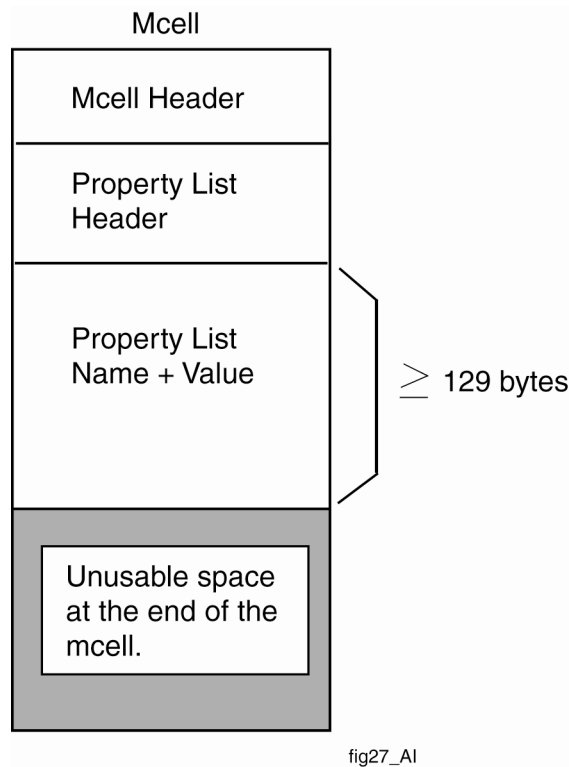 Mcell
Mcell Header
Property List
Header
Property List
Name + Value
≥ 129 bytes
Unusable space
at the end of the
mcell.
fig27_AI